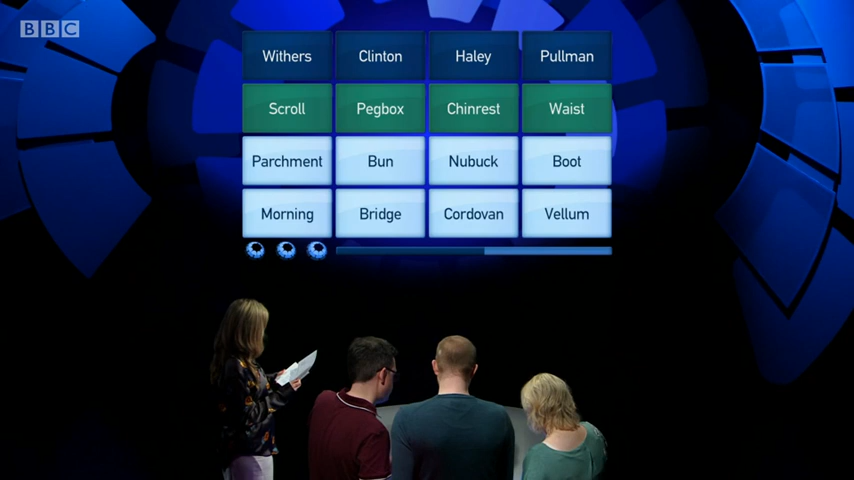 BBC
Withers Clinton Haley Pullman
Scroll Pegbox Chinrest Waist
Parchment Bun Nubuck Boot
Morning Bridge Cordovan Vellum